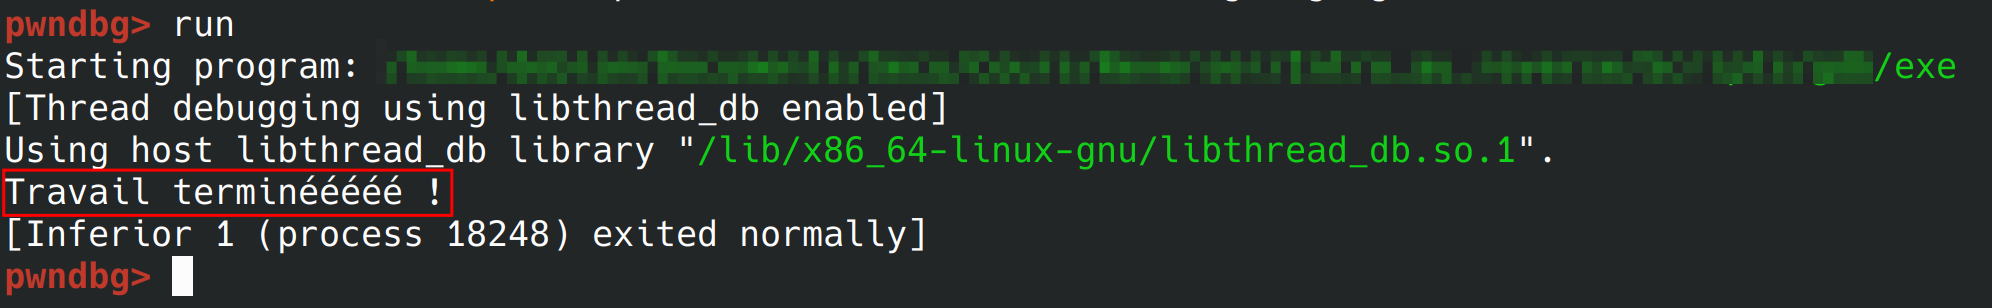 pwndbg> run
Starting program: /exe
[Thread debugging using libthread_db enabled]
Using host libthread_db library "/lib/x86_64-linux-gnu/libthread_db.so.1".
Travail terminééééé !
[Inferior 1 (process 18248) exited normally]
pwndbg>